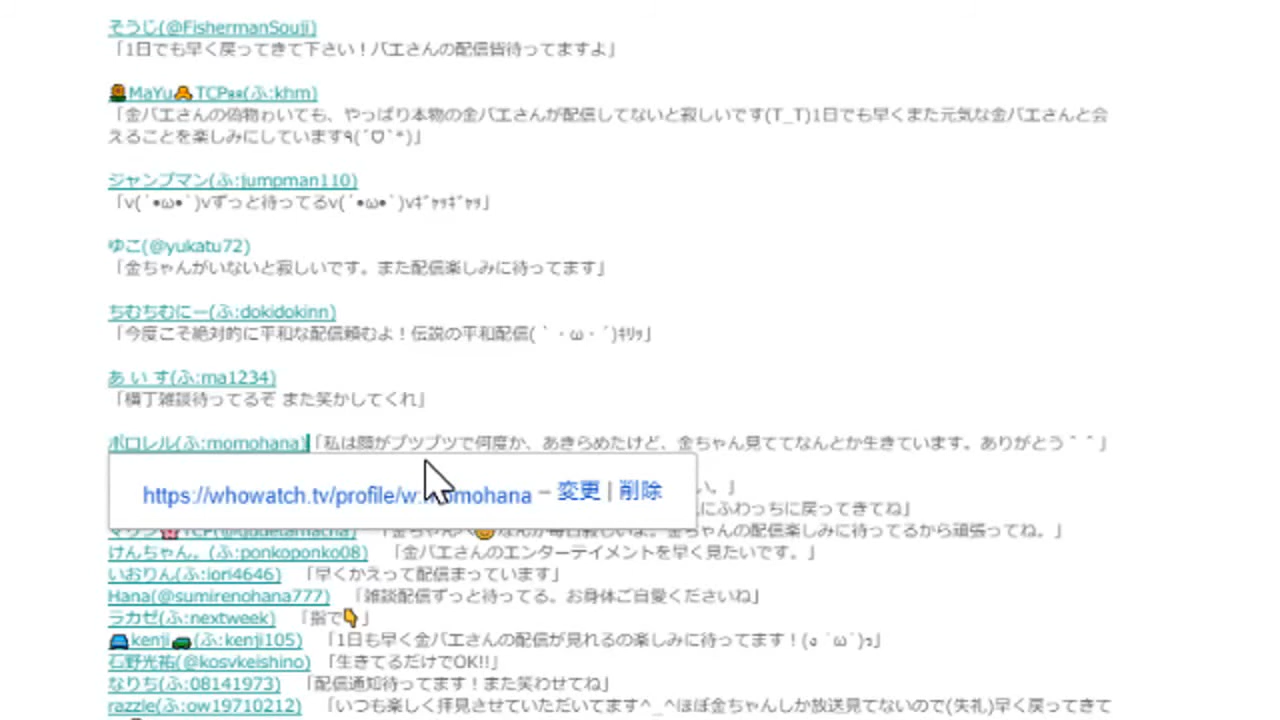 そうじ(@FishermanSouji)
「1日でも早く戻ってきて下さい！バエさんの配信皆待ってますよ」
MaYu TCP(ふ:khm)
「金バエさんの偽物わいても、やっぱり本物の金バエさんが配信してないと寂しいです(T_T)1日でも早くまた元気な金バエさんと会
えることを楽しみにしています٩(´ᗜ`*)」
ジャンプマン(ふ:jumpman110)
「v(´•ω•`)vずっと待ってるv(´•ω•`)vｷﾞｬｯｷﾞｬｯ」
ゆこ(@yukatu72)
「金ちゃんがいないと寂しいです。また配信楽しみに待ってます」
ちむちむにー(ふ:dokidokinn)
「今度こそ絶対的に平和な配信頼むよ！伝説の平和配信(｀・ω・´)ｷﾘｯ」
あ い す(ふ:ma1234)
「横丁雑談待ってるぞ また笑かしてくれ」
ポロレル(ふ:momohana)「私は顔がブツブツで何度か、あきらめたけど、金ちゃん見ててなんとか生きています。ありがとう＾＾」
い。」
https://whowatch.tv/profile/w: – 変更 | 削除
にふわっちに戻ってきてね」
金ちゃんの配信楽しみに待ってるから頑張ってね。」
けんちゃん。(ふ:ponkoponko08) 「金バエさんのエンターテイメントを早く見たいです。」
いおりん(ふ:iori4646) 「早くかえって配信まっています」
Hana(@sumirenohana777) 「雑談配信ずっと待ってる。お身体ご自愛くださいね」
ラカゼ(ふ:nextweek) 「指で👇」
🚘kenji🚙(ふ:kenji105) 「1日も早く金バエさんの配信が見れるの楽しみに待ってます！(๑˙ω˙)ﾝ」
石野光祐(@kosvkeishino) 「生きてるだけでOK!!」
なりち(ふ:08141973) 「配信通知待ってます！また笑わせてね」
razzle(ふ:ow19710212) 「いつも楽しく拝見させていただいてます^_^ほぼ金ちゃんしか放送見てないので(失礼)早く戻ってきて